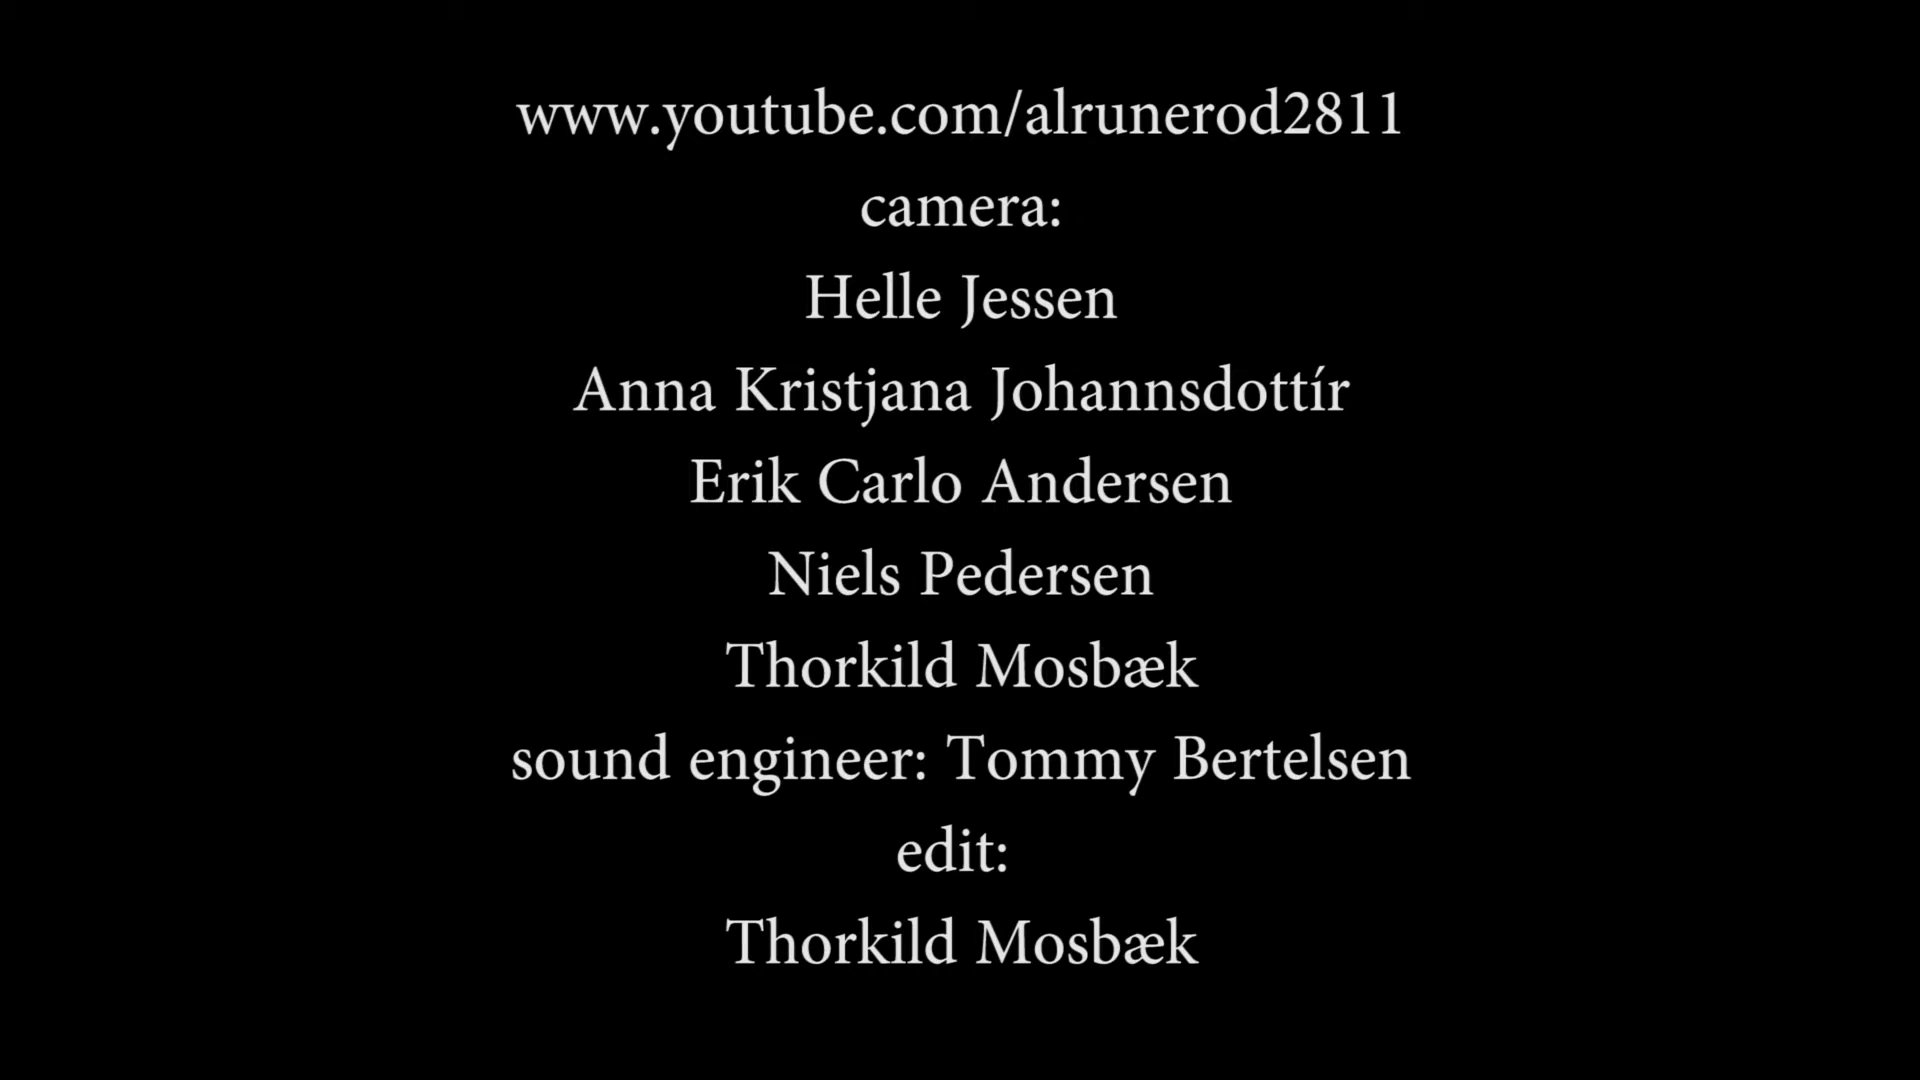 www.youtube.com/alrunerod2811
camera:
Helle Jessen
Anna Kristjana Johannsdottír
Erik Carlo Andersen
Niels Pedersen
Thorkild Mosbæk
sound engineer: Tommy Bertelsen
edit:
Thorkild Mosbæk